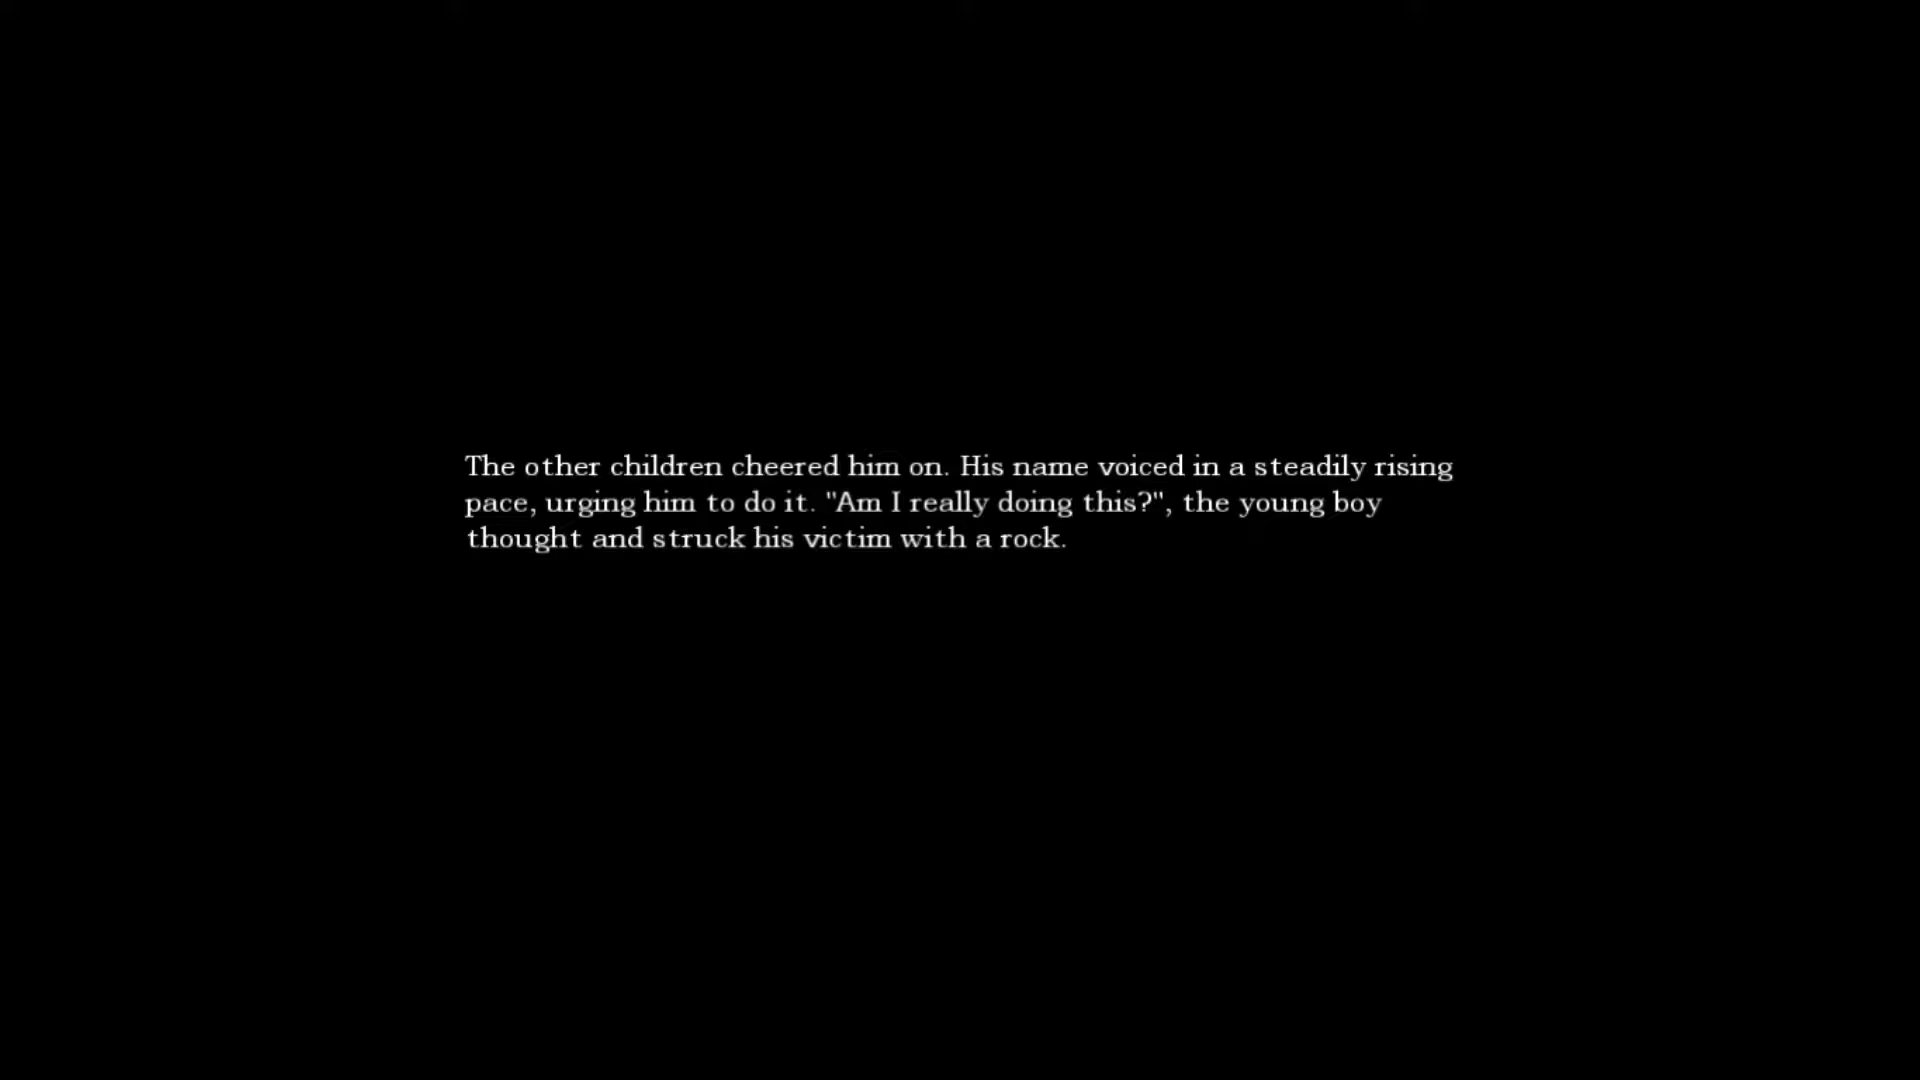 The other children cheered him on. His name voiced in a steadily rising
pace, urging him to do it. "Am I really doing this?", the young boy
thought and struck his victim with a rock.